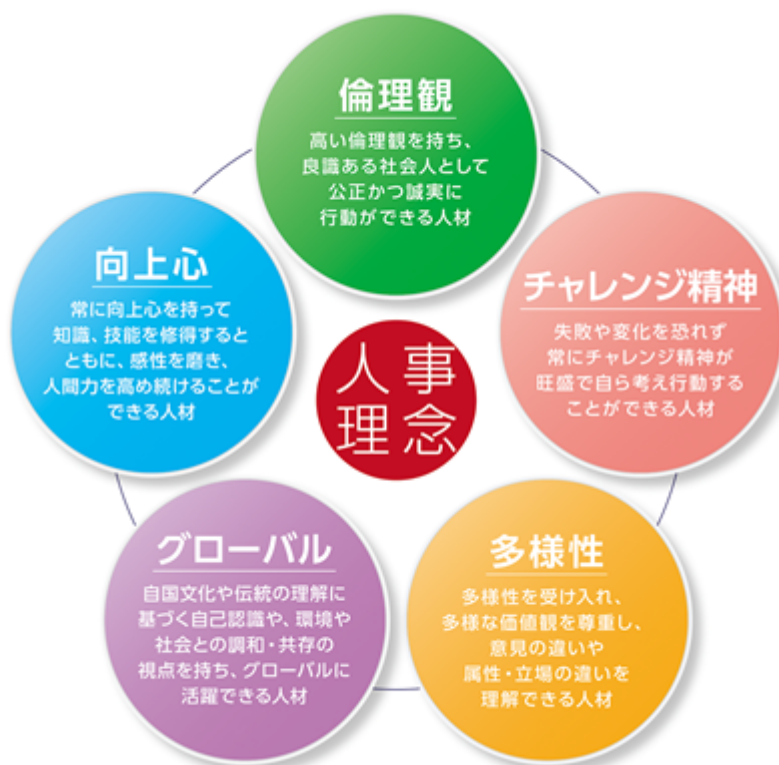 倫理観
高い倫理観を持ち、
良識ある社会人として
公正かつ誠実に
行動ができる人材
チャレンジ精神
失敗や変化を恐れず
常にチャレンジ精神が
旺盛で自ら考え行動する
ことができる人材
多様性
多様性を受け入れ、
多様な価値観を尊重し、
意見の違いや
属性・立場の違いを
理解できる人材
グローバル
自国文化や伝統の理解に
基づく自己認識や、環境や
社会との調和・共存の
視点を持ち、グローバルに
活躍できる人材
向上心
常に向上心を持って
知識、技能を修得すると
ともに、感性を磨き、
人間力を高め続けることが
できる人材
人事
理念